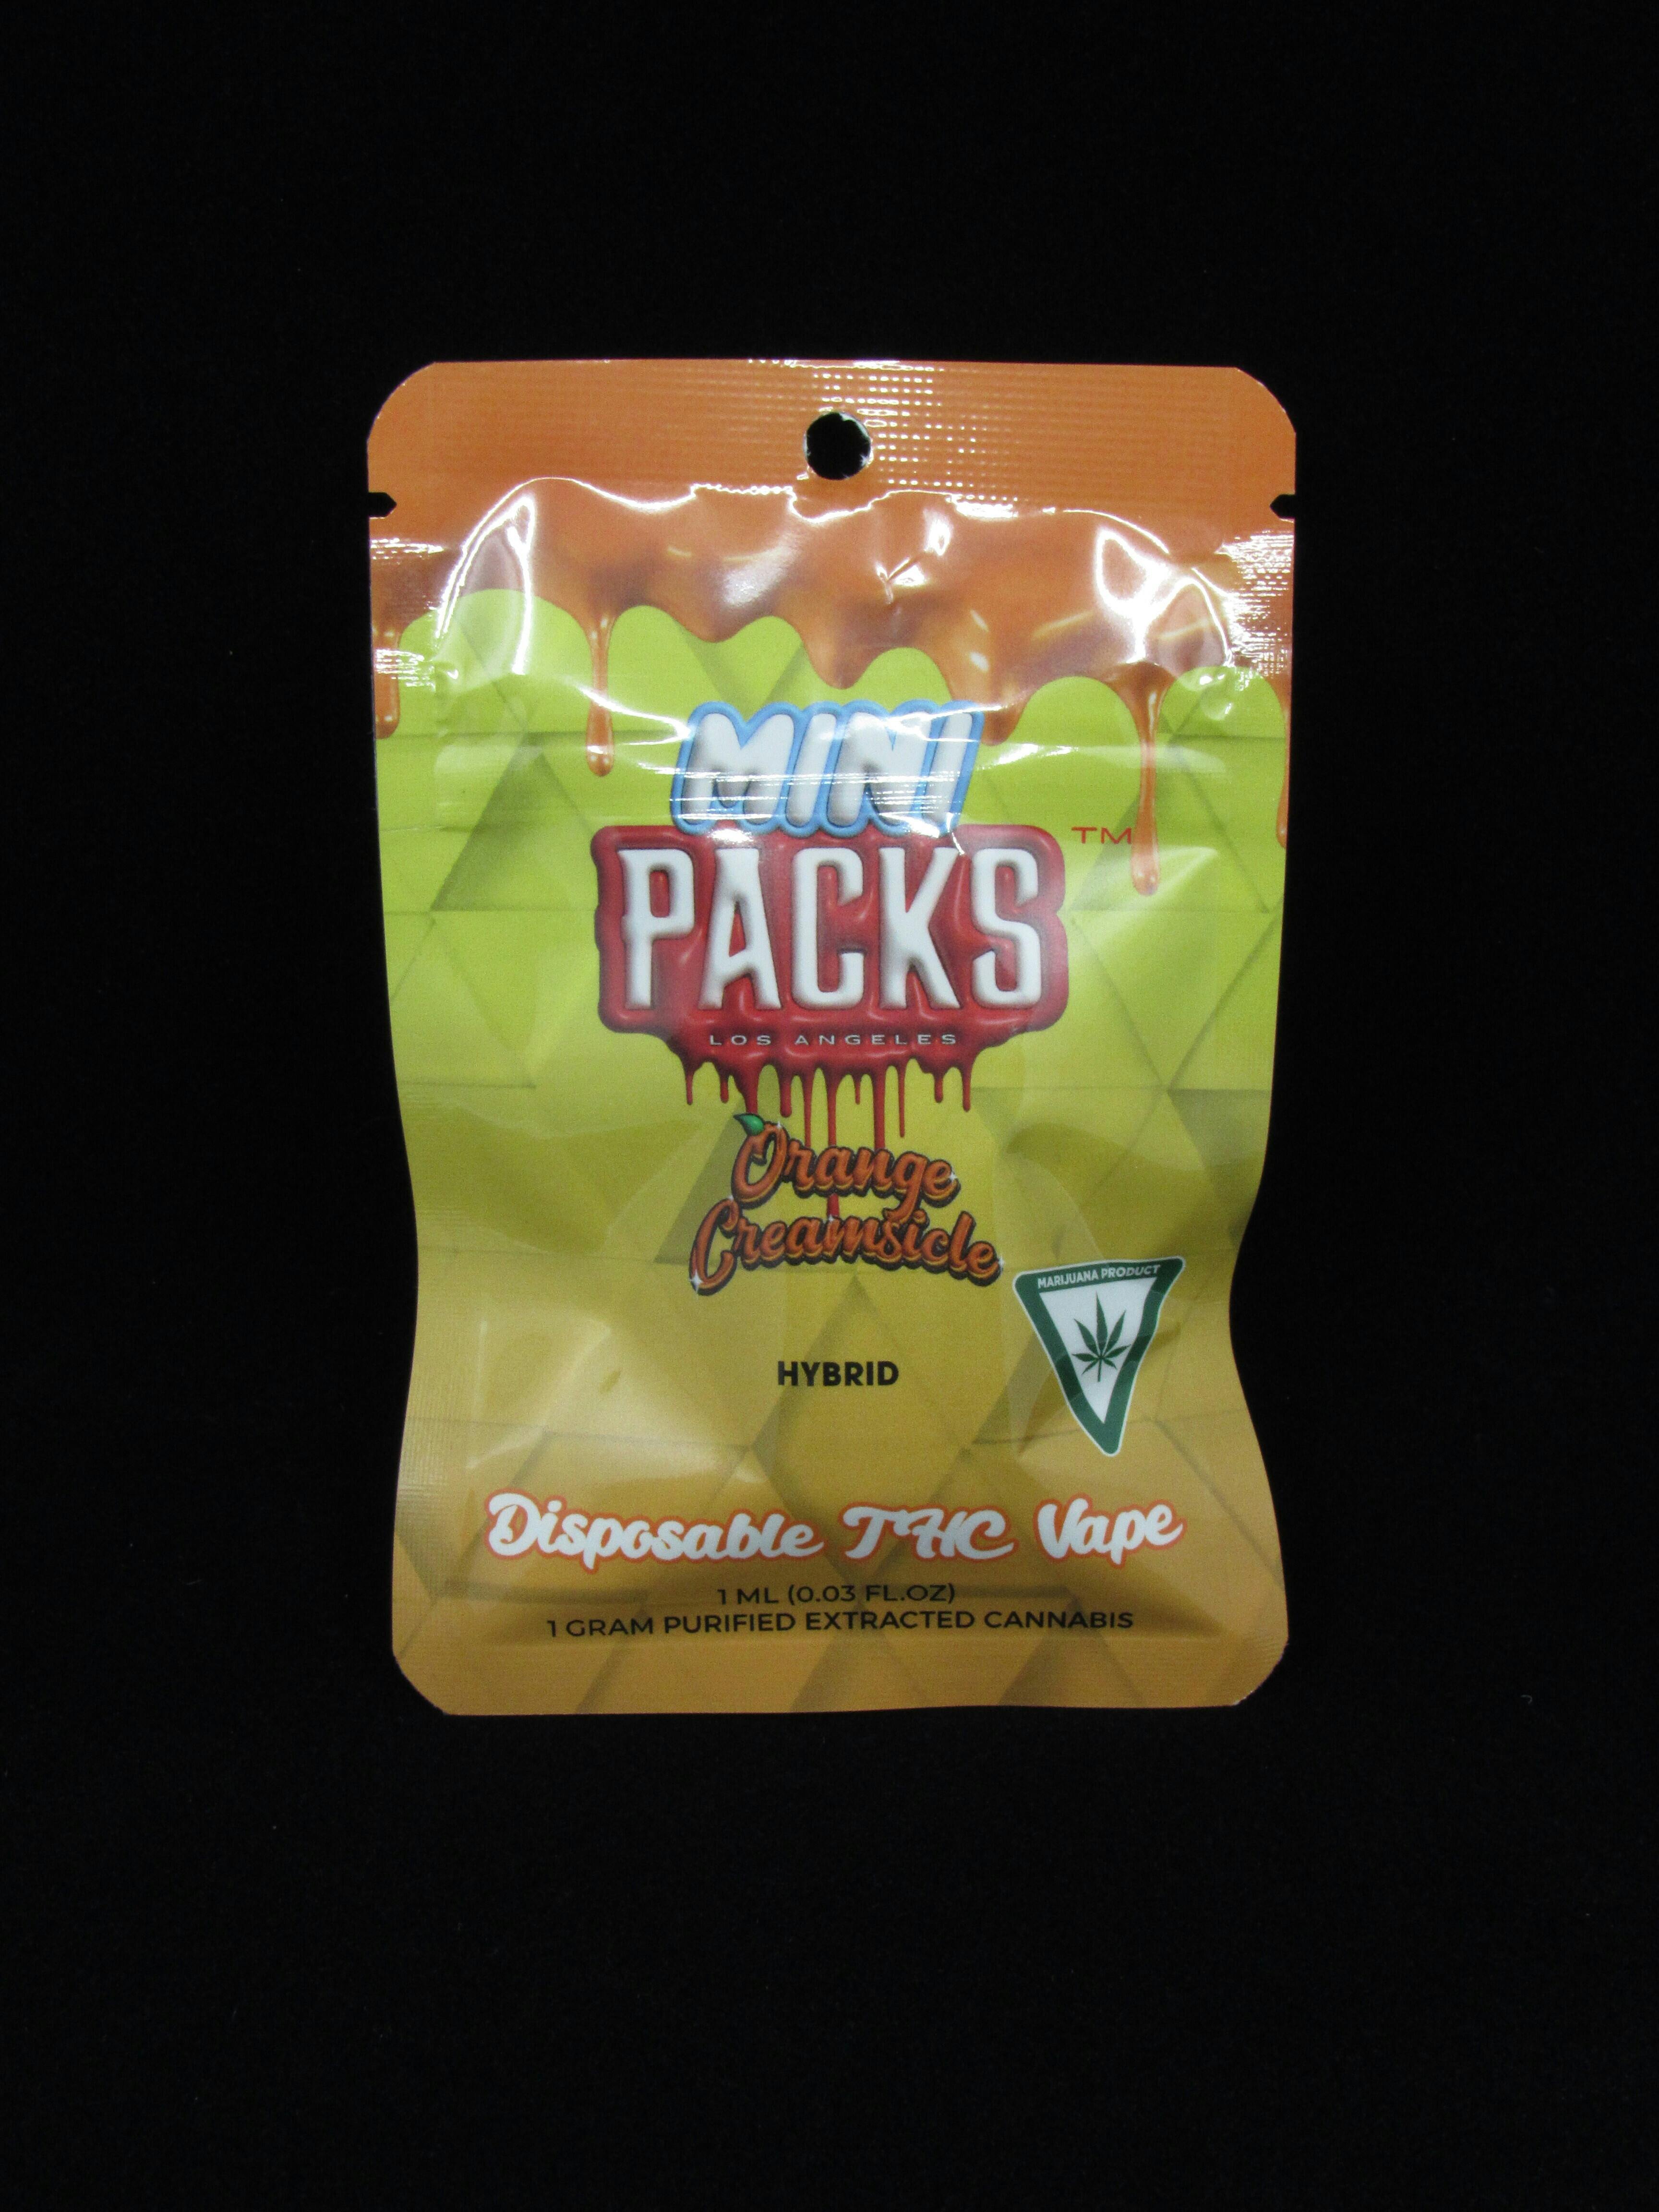 MINI
PACKS
TM
LOS ANGELES
Orange
Creamsicle
MARIJUANA PRODUCT
HYBRID
Disposable THC Vape
1 ML (0.03 FL.OZ)
1 GRAM PURIFIED EXTRACTED CANNABIS